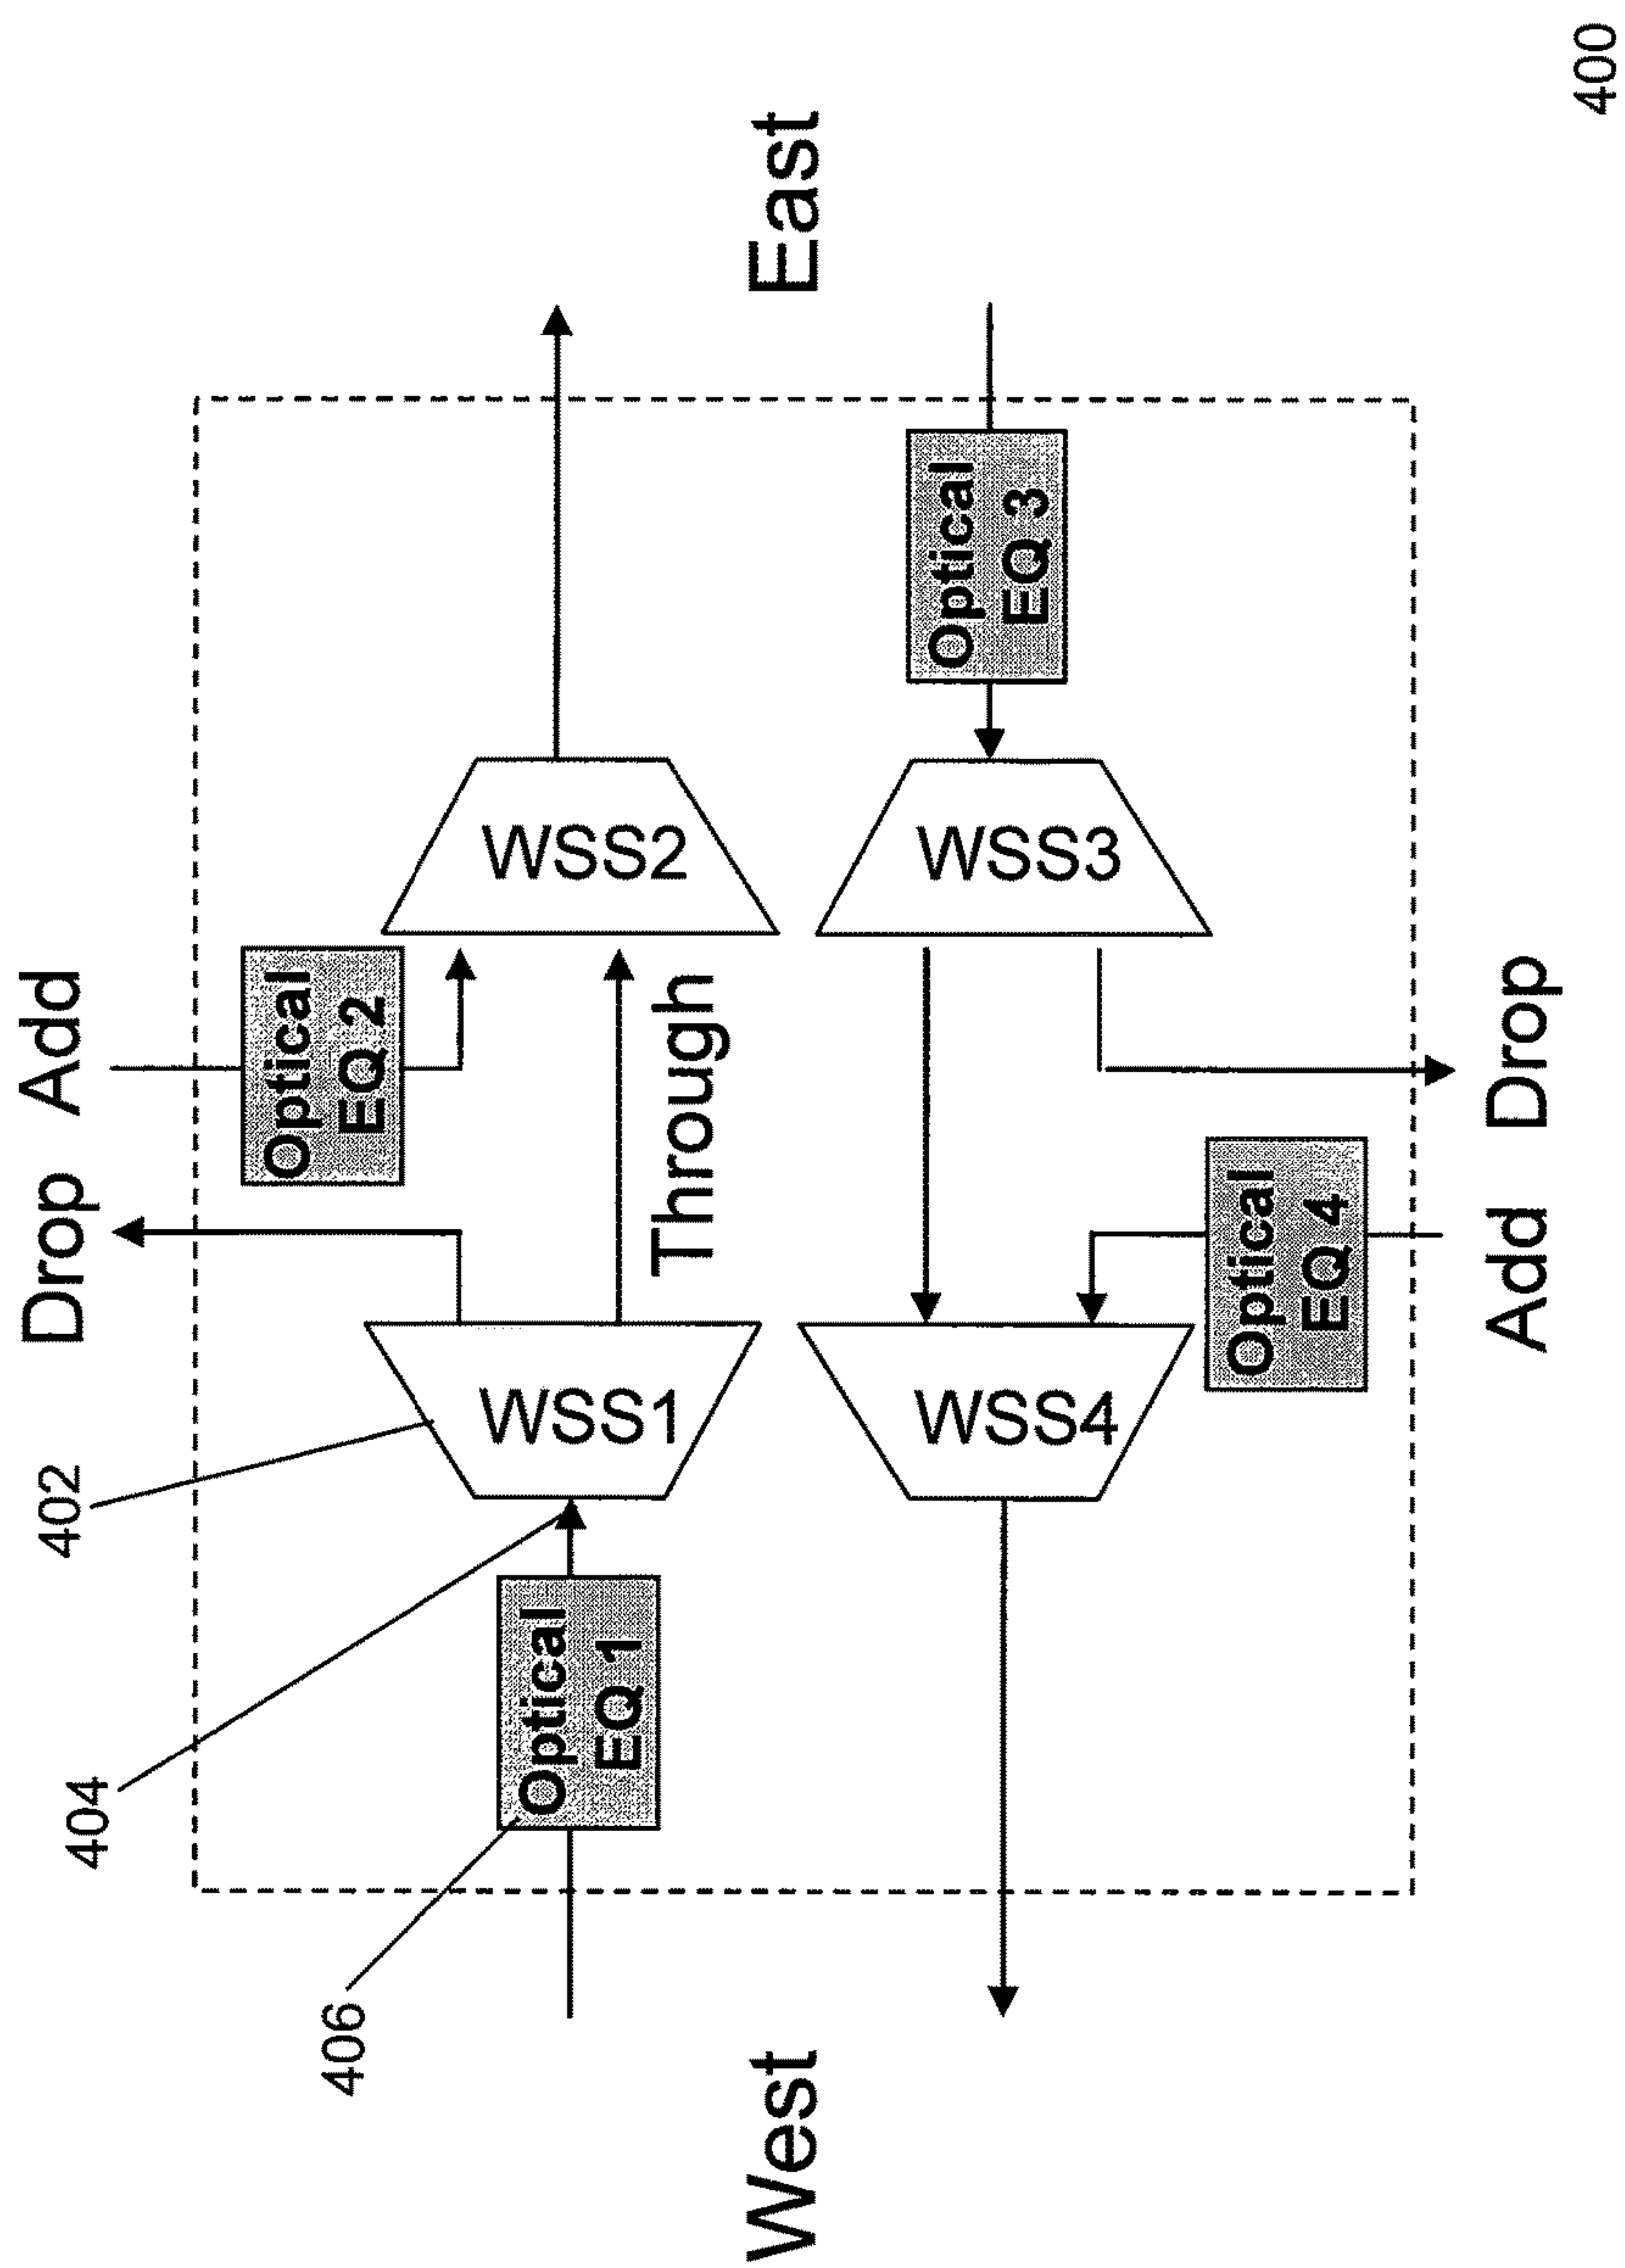 Drop Add
402
404
406
Optical
EQ 2
WSS1
WSS2
Optical
EQ 1
Through
West
East
WSS4
WSS3
Optical
EQ 3
Optical
EQ 4
Add Drop
400